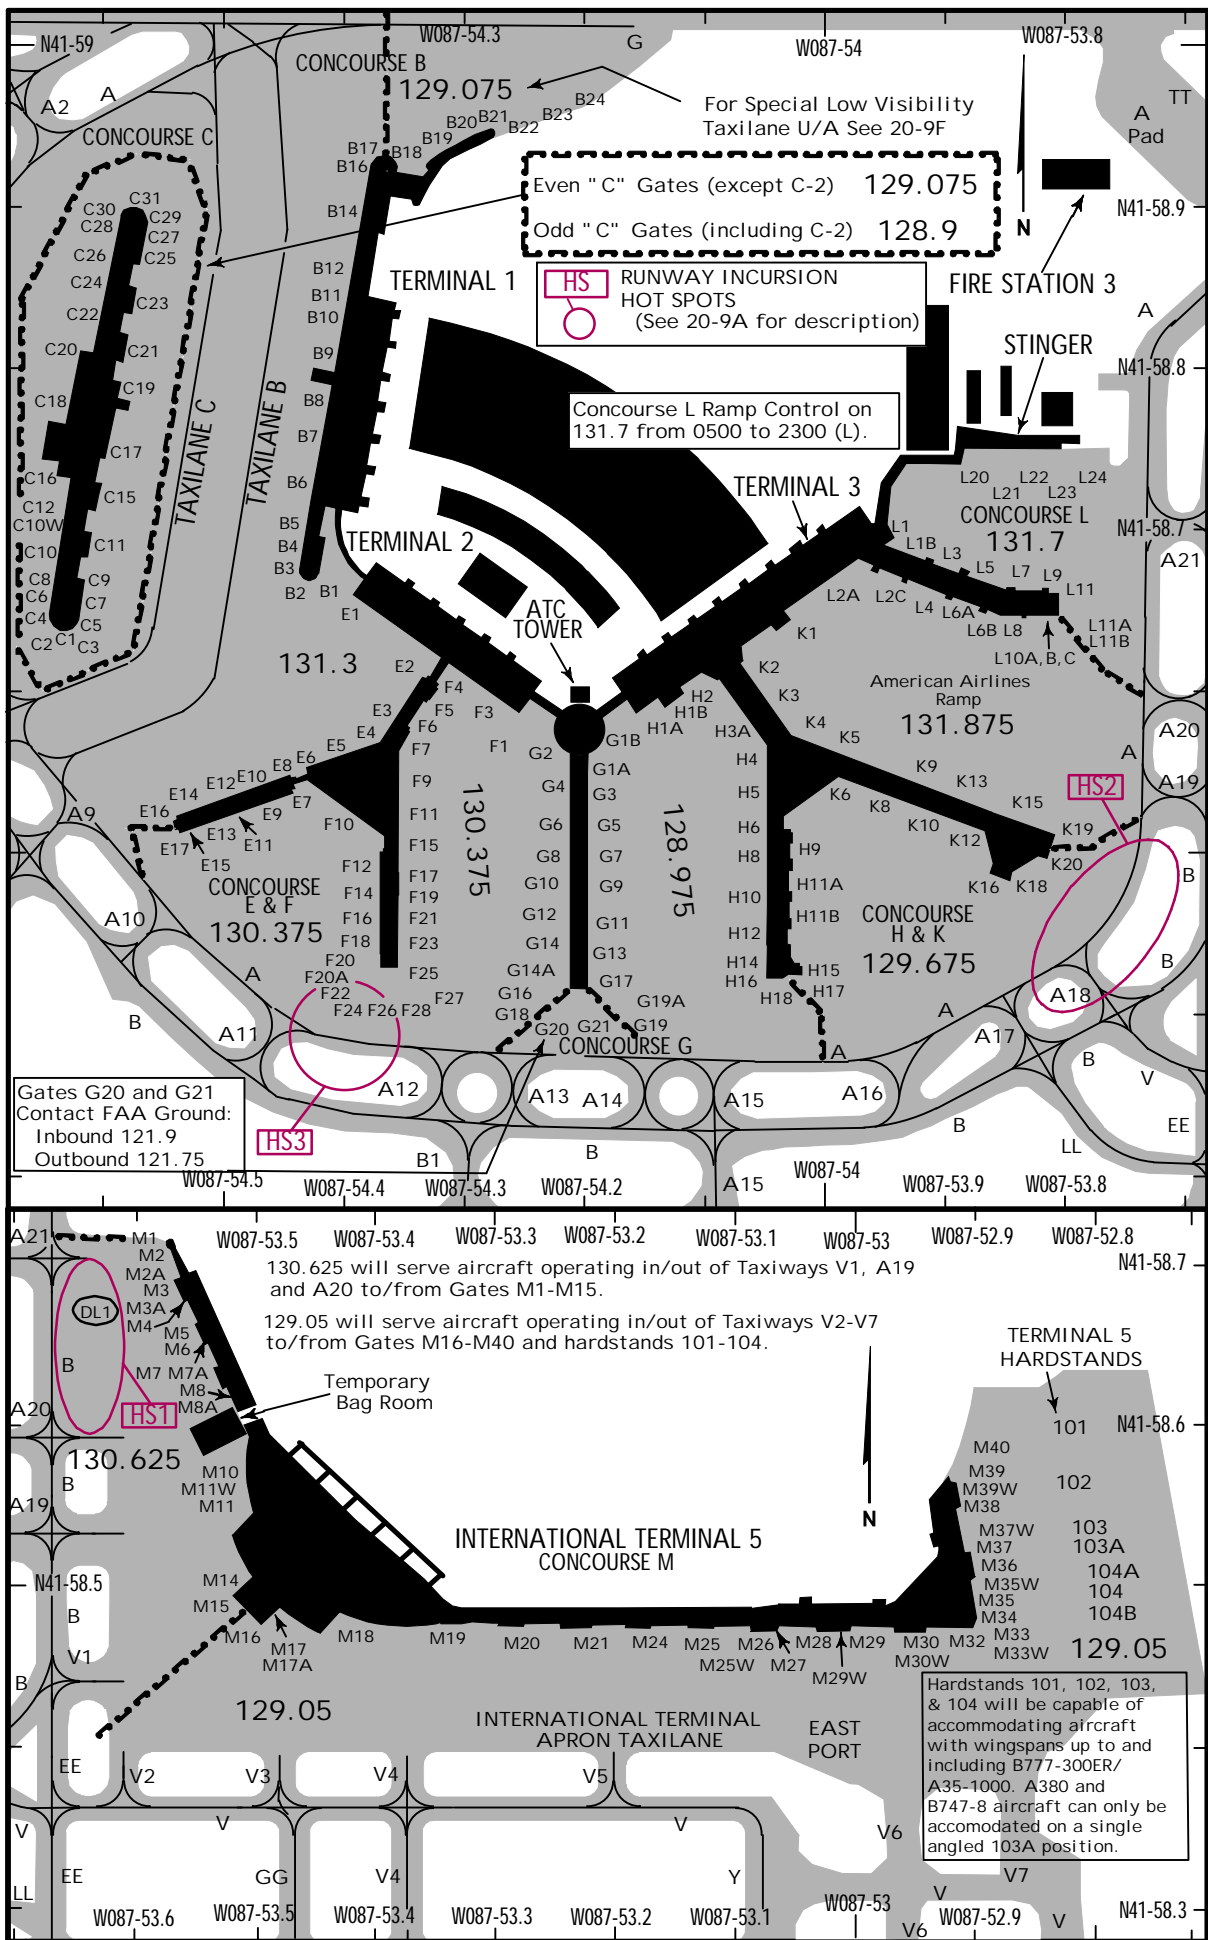 N41-59
W087-54.3
G
W087-54
W087-53.8
CONCOURSE B
129.075
A2
A
CONCOURSE C
B24
B23
B22
B21
B20
B19
B18
B17
B16
For Special Low Visibility
Taxilane U/A See 20-9F
TT
A
Pad
Even "C" Gates (except C-2) 129.075
Odd "C" Gates (including C-2) 128.9
N
N41-58.9
FIRE STATION 3
C31
C30
C29
C28
C27
C26
C25
C24
C23
C22
C21
C20
C19
C18
C17
C16
C15
C12
C10W
C11
C10
C9
C8
C7
C6
C5
C4
C3
C2
C1
B14
B12
B11
B10
B9
B8
B7
B6
B5
B4
B3
B2
B1
TERMINAL 1
TAXILANE C
TAXILANE B
HS RUNWAY INCURSION
HOT SPOTS
(See 20-9A for description)
A
STINGER
N41-58.8
Concourse L Ramp Control on
131.7 from 0500 to 2300 (L).
TERMINAL 3
TERMINAL 2
ATC
TOWER
L20
L22
L24
L21
L23
CONCOURSE L
131.7
N41-58.7
A21
L1
L1B
L3
L5
L7
L9
L11
L2A
L2C
L4
L6A
L6B
L8
L11A
L11B
L10A,B,C
E1
131.3
E2
E3
E4
E5
E6
E8
E10
E12
E14
E16
E7
E9
E11
E13
E15
E17
F4
F5
F3
F6
F1
F7
F9
F10
F11
F15
F12
F17
F14
F19
F16
F21
F18
F23
F20
F25
F20A
F22
F27
F24
F26
F28
CONCOURSE
E & F
130.375
130.375
G2
G1B
G1A
G4
G3
G6
G5
G8
G7
G10
G9
G12
G11
G14
G13
G14A
G17
G16
G19A
G18
G19
G20
G21
CONCOURSE G
128.975
H2
H1B
H1A
H3A
H4
H5
H6
H8
H9
H11A
H10
H11B
H12
H14
H15
H16
H17
H18
K1
K2
K3
K4
K5
K6
K8
K9
K10
K13
K12
K15
K16
K18
K19
K20
American Airlines
Ramp
131.875
CONCOURSE
H & K
129.675
A20
A
A19
HS2
B
B
A18
A17
A
A9
A10
A
B
A11
A12
HS3
A13
A14
A15
A16
A
B
V
EE
LL
B
B
B1
A15
Gates G20 and G21
Contact FAA Ground:
Inbound 121.9
Outbound 121.75
W087-54.5
W087-54.4
W087-54.3
W087-54.2
W087-54
W087-53.9
W087-53.8
A21
M1
W087-53.5
W087-53.4
W087-53.3
W087-53.2
W087-53.1
W087-53
W087-52.9
W087-52.8
N41-58.7
M2
M2A
M3
M3A
M4
M5
M6
M7
M7A
M8
M8A
DL1
B
HS1
A20
130.625
130.625 will serve aircraft operating in/out of Taxiways V1, A19
and A20 to/from Gates M1-M15.
129.05 will serve aircraft operating in/out of Taxiways V2-V7
to/from Gates M16-M40 and hardstands 101-104.
Temporary
Bag Room
TERMINAL 5
HARDSTANDS
101
N41-58.6
M40
M39
M39W
M38
M37W
M37
M36
M35W
M35
M34
M33
M33W
102
103
103A
104A
104
104B
129.05
N
B
A19
M10
M11W
M11
INTERNATIONAL TERMINAL 5
CONCOURSE M
N41-58.5
M14
M15
M16
M17
M17A
M18
M19
M20
M21
M24
M25
M25W
M26
M27
M28
M29W
M29
M30
M30W
M32
B
V1
B
129.05
INTERNATIONAL TERMINAL
APRON TAXILANE
EAST
PORT
Hardstands 101, 102, 103,
& 104 will be capable of
accommodating aircraft
with wingspans up to and
including B777-300ER/
A35-1000. A380 and
B747-8 aircraft can only be
accomodated on a single
angled 103A position.
EE
V2
V3
V4
V5
V
V
V
V6
EE
LL
GG
V4
Y
V7
V
V
V6
W087-53.6
W087-53.5
W087-53.4
W087-53.3
W087-53.2
W087-53.1
W087-53
W087-52.9
N41-58.3